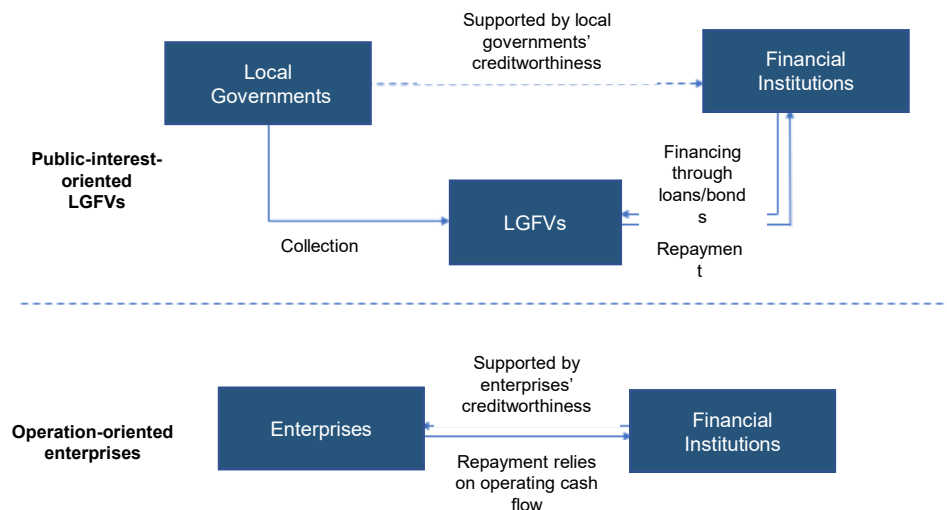 Supported by local
governments’
creditworthiness
Local
Governments
Financial
Institutions
Public-interest-
oriented
LGFVs
Financing
through
loans/bond
s
LGFVs
Collection
Repaymen
t
Supported by
enterprises’
creditworthiness
Operation-oriented
enterprises
Enterprises
Financial
Institutions
Repayment relies
on operating cash
flow